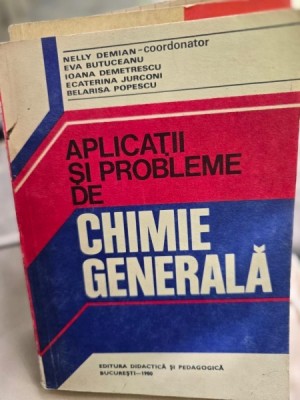 NELLY DEMIAN-coordonator
EVA BUTUCEANU
IOANA DEMETRESCU
ECATERINA JURCONI
BELARISA POPESCU
APLICAȚII
ȘI PROBLEME
DE
CHIMIE
GENERALĂ
EDITURA DIDACTICĂ ȘI PEDAGOGICĂ
BUCUREȘTI-1980